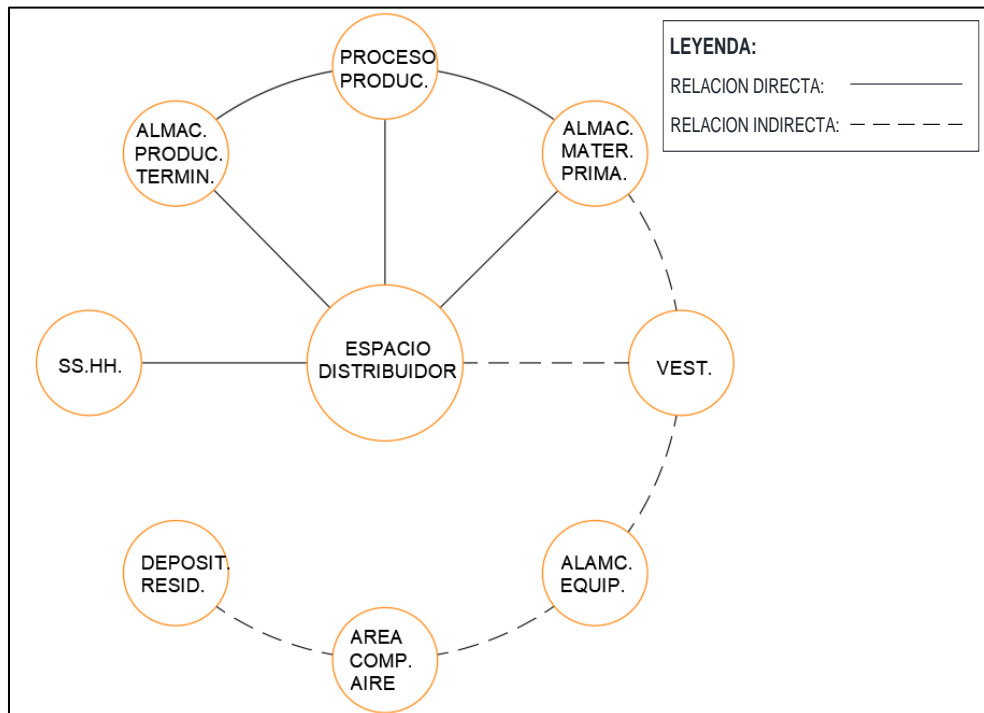 PROCESO
PRODUC.
LEYENDA:
RELACION DIRECTA:
RELACION INDIRECTA:
ALMAC.
PRODUC.
TERMIN.
ALMAC.
MATER.
PRIMA.
SS.HH.
ESPACIO
DISTRIBUIDOR
VEST.
DEPOSIT.
RESID.
ALAMC.
EQUIP.
AREA
COMP.
AIRE